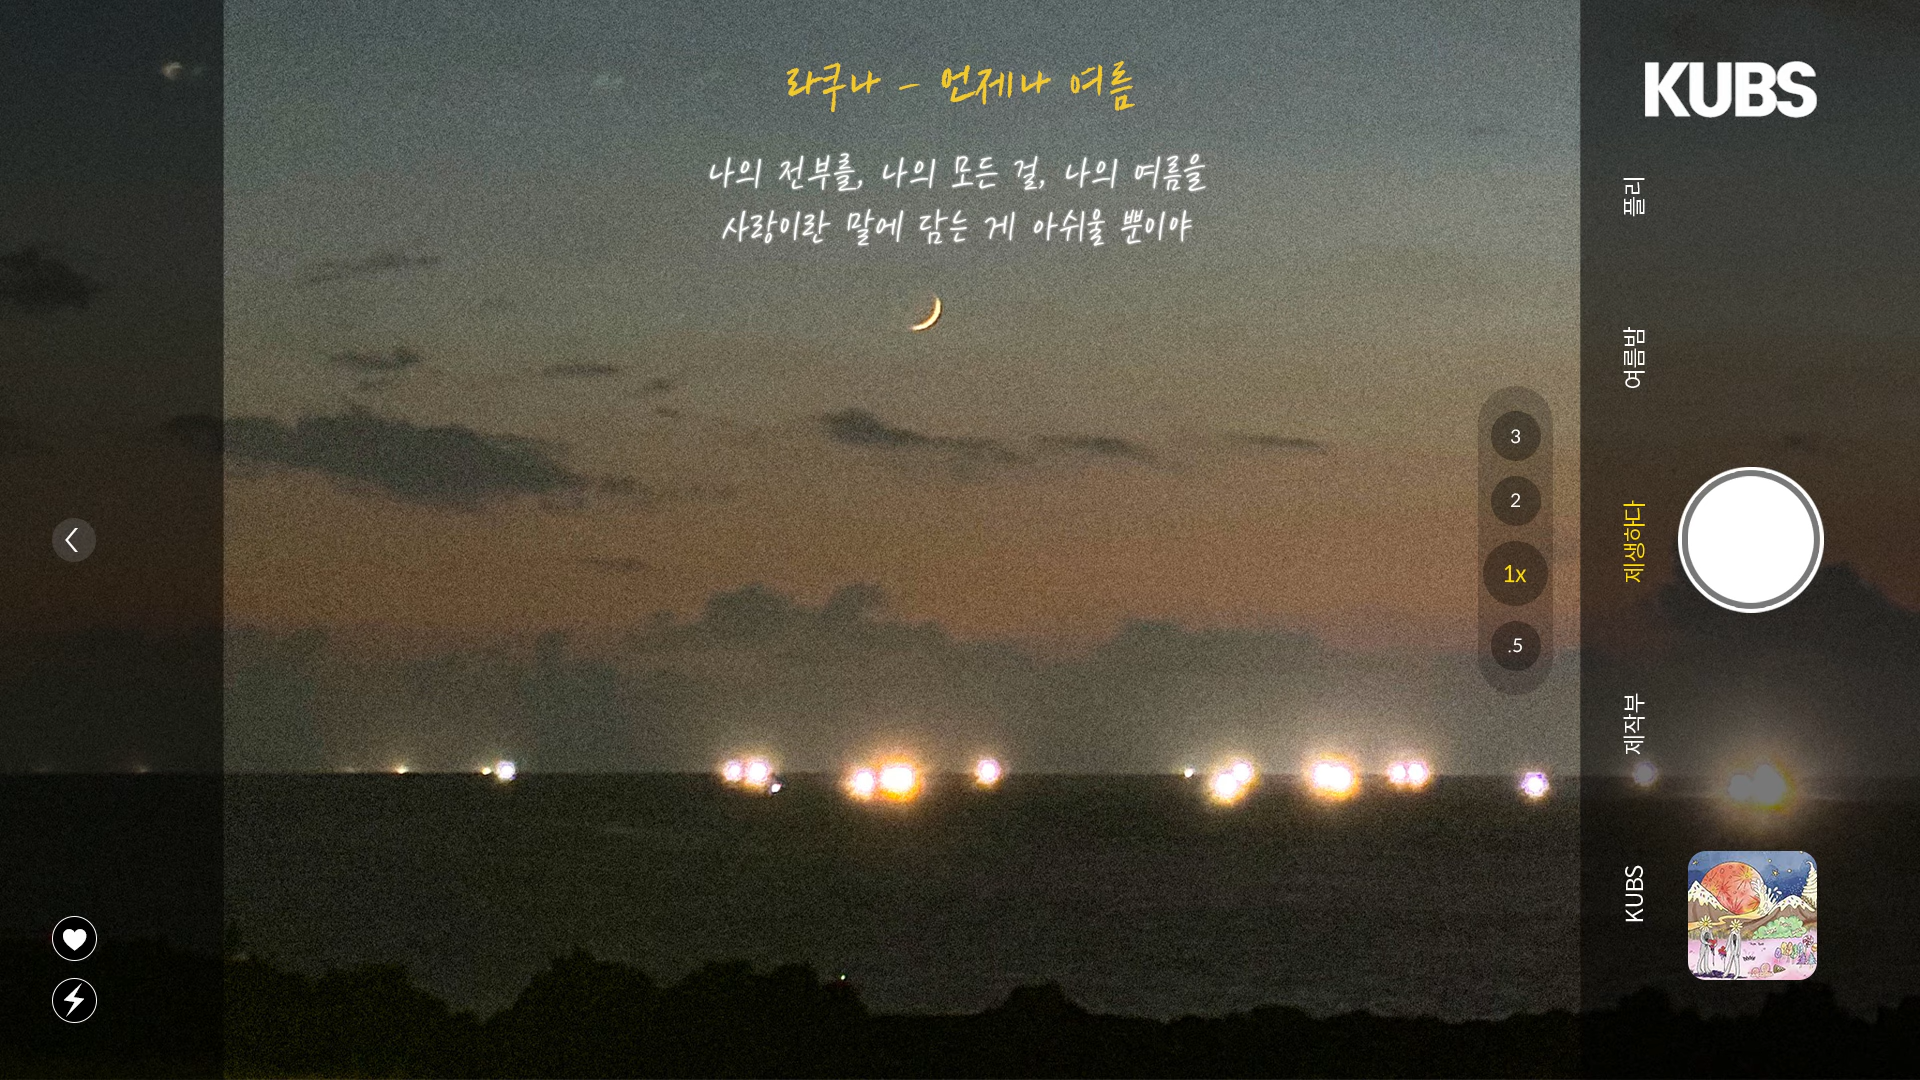 라쿠나 - 언제나 여름
나의 전부를, 나의 모든 걸, 나의 여름을
사랑이란 말에 담는 게 아쉬울 뿐이야
KUBS
플리
여름밤
제생하다
제작부
KUBS
3
2
1x
.5